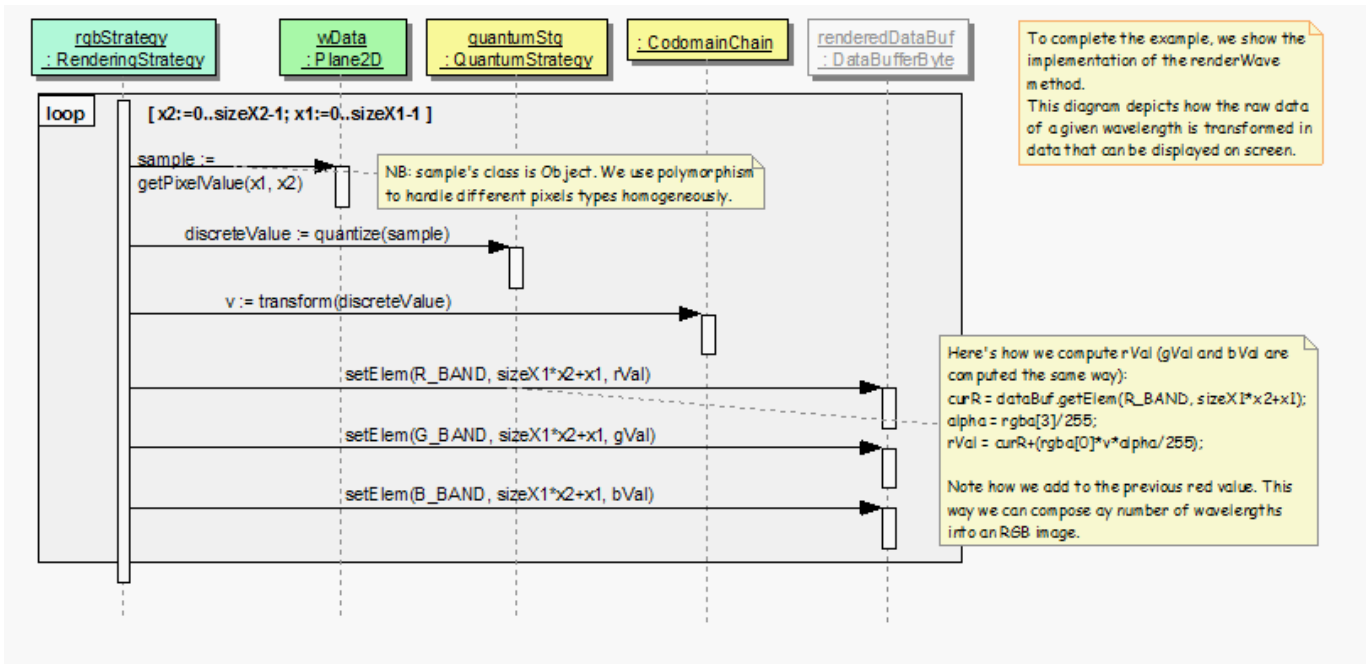 rgbStrategy
: RenderingStrategy
wData
: Plane2D
quantumStg
: QuantumStrategy
: CodomainChain
renderedDataBuf
: DataBufferByte
To complete the example, we show the
implementation of the renderWave
method.
This diagram depicts how the raw data
of a given wavelength is transformed in
data that can be displayed on screen.
loop
[ x2:=0..sizeX2-1; x1:=0..sizeX1-1 ]
sample :=
getPixelValue(x1, x2)
NB: sample's class is Object. We use polymorphism
to handle different pixels types homogeneously.
discreteValue := quantize(sample)
v := transform(discreteValue)
setElem(R_BAND, sizeX1*x2+x1, rVal)
setElem(G_BAND, sizeX1*x2+x1, gVal)
setElem(B_BAND, sizeX1*x2+x1, bVal)
Here's how we compute rVal (gVal and bVal are
computed the same way):
curR = dataBuf.getElem(R_BAND, sizeX1*x2+x1);
alpha = rgba[3]/255;
rVal = curR+(rgba[0]*v*alpha/255);
Note how we add to the previous red value. This
way we can compose ay number of wavelengths
into an RGB image.